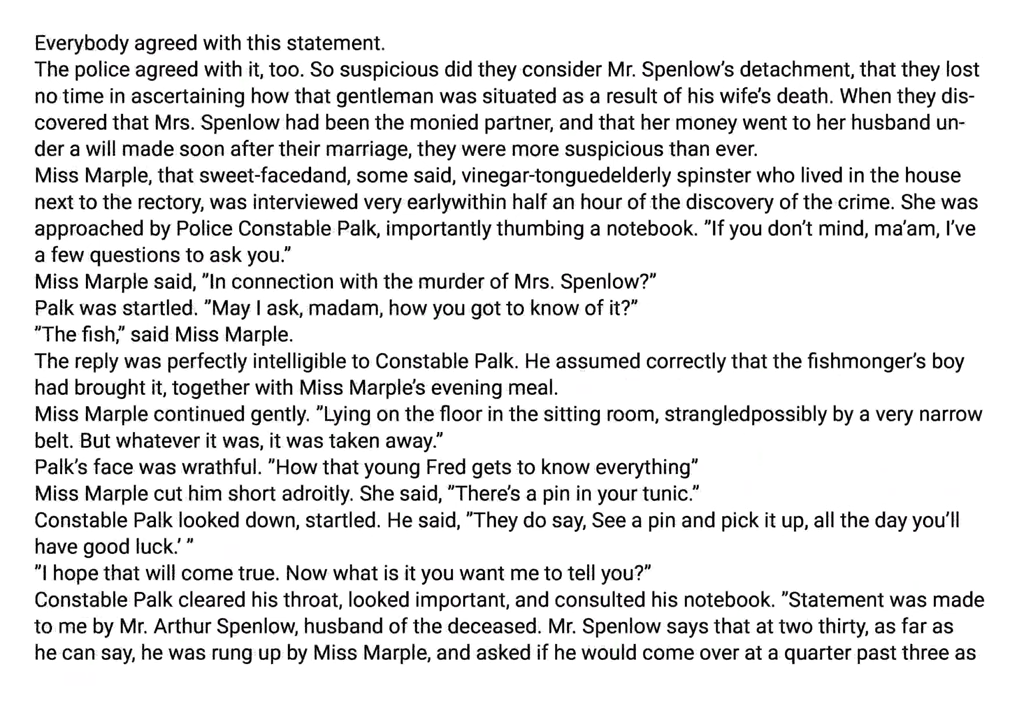 Everybody agreed with this statement.
The police agreed with it, too. So suspicious did they consider Mr. Spenlow's detachment, that they lost
no time in ascertaining how that gentleman was situated as a result of his wife's death. When they dis-
covered that Mrs. Spenlow had been the monied partner, and that her money went to her husband un-
der a will made soon after their marriage, they were more suspicious than ever.
Miss Marple, that sweet-facedand, some said, vinegar-tonguedelderly spinster who lived in the house
next to the rectory, was interviewed very earlywithin half an hour of the discovery of the crime. She was
approached by Police Constable Palk, importantly thumbing a notebook. ”If you don't mind, ma'am, I've
a few questions to ask you.”
Miss Marple said, ”In connection with the murder of Mrs. Spenlow?”
Palk was startled. ”May I ask, madam, how you got to know of it?”
”The fish,” said Miss Marple.
The reply was perfectly intelligible to Constable Palk. He assumed correctly that the fishmonger's boy
had brought it, together with Miss Marple's evening meal.
Miss Marple continued gently. ”Lying on the floor in the sitting room, strangledpossibly by a very narrow
belt. But whatever it was, it was taken away.”
Palk's face was wrathful. ”How that young Fred gets to know everything”
Miss Marple cut him short adroitly. She said, ”There's a pin in your tunic.”
Constable Palk looked down, startled. He said, ”They do say, See a pin and pick it up, all the day you'll
have good luck.' ”
”I hope that will come true. Now what is it you want me to tell you?”
Constable Palk cleared his throat, looked important, and consulted his notebook. ”Statement was made
to me by Mr. Arthur Spenlow, husband of the deceased. Mr. Spenlow says that at two thirty, as far as
he can say, he was rung up by Miss Marple, and asked if he would come over at a quarter past three as